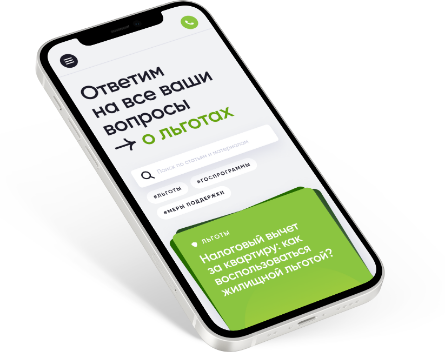 Ответим
на все ваши
вопросы
→ о льготах
Поиск по статьям и материалам
#ЛЬГОТЫ
#ГОСПРОГРАММЫ
#МЕРЫ ПОДДЕРЖКИ
ЛЬГОТЫ
Налоговый вычет
за квартиру: как
воспользоваться
жилищной льготой?